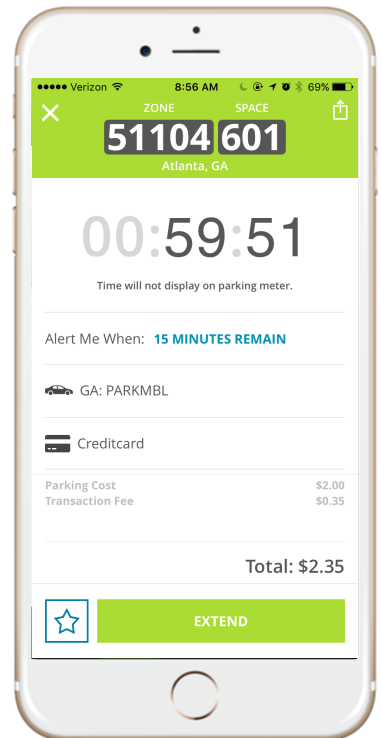 Verizon 8:56 AM 69%
ZONE SPACE
51104 601
Atlanta, GA
00:59:51
Time will not display on parking meter.
Alert Me When: 15 MINUTES REMAIN
GA: PARKMBL
Creditcard
Parking Cost $2.00
Transaction Fee $0.35
Total: $2.35
EXTEND